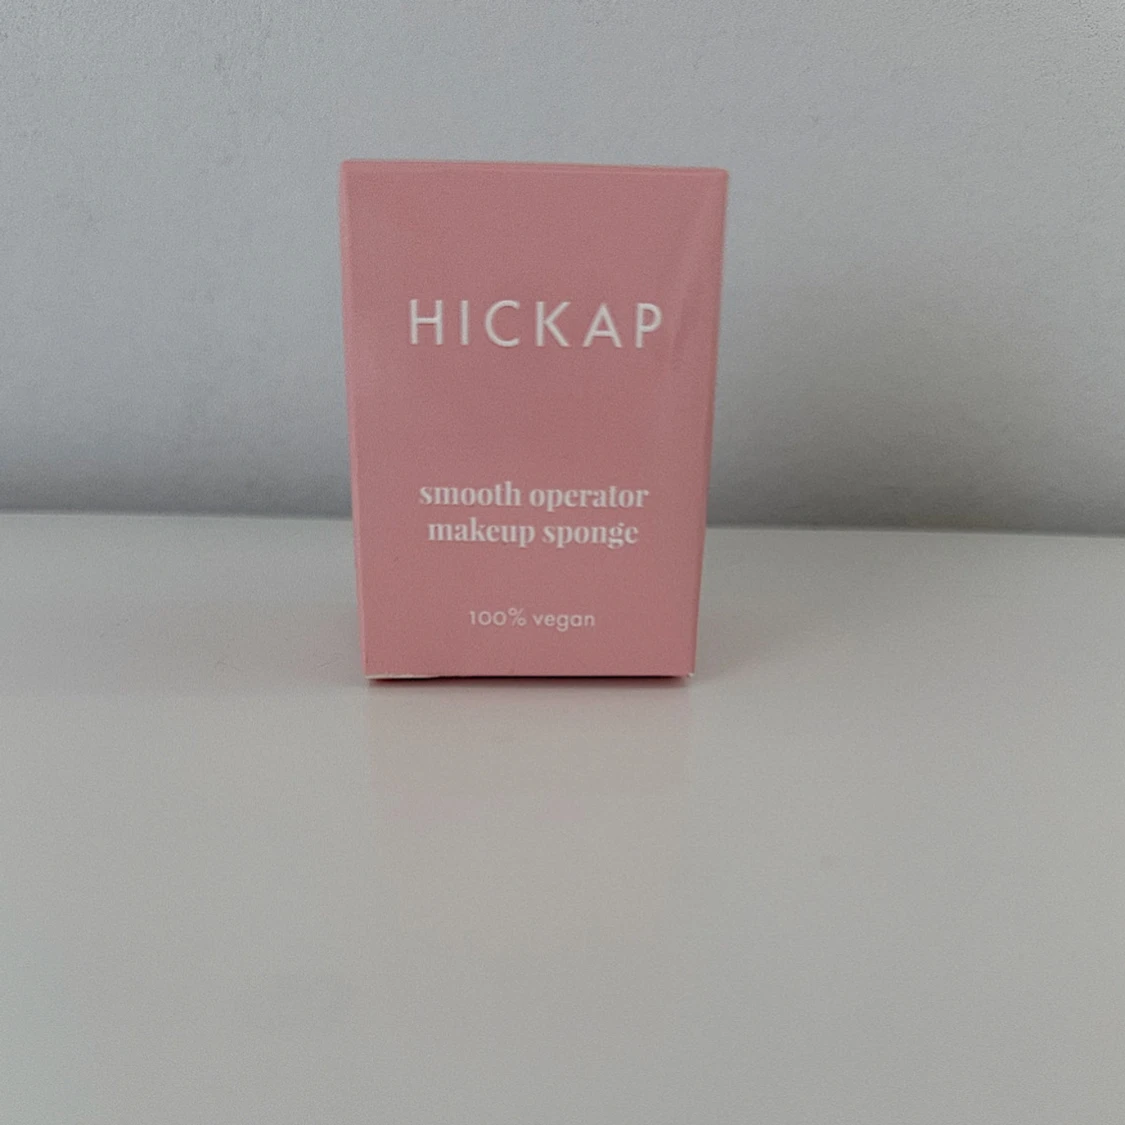 HICKAP
smooth operator
makeup sponge
100% vegan